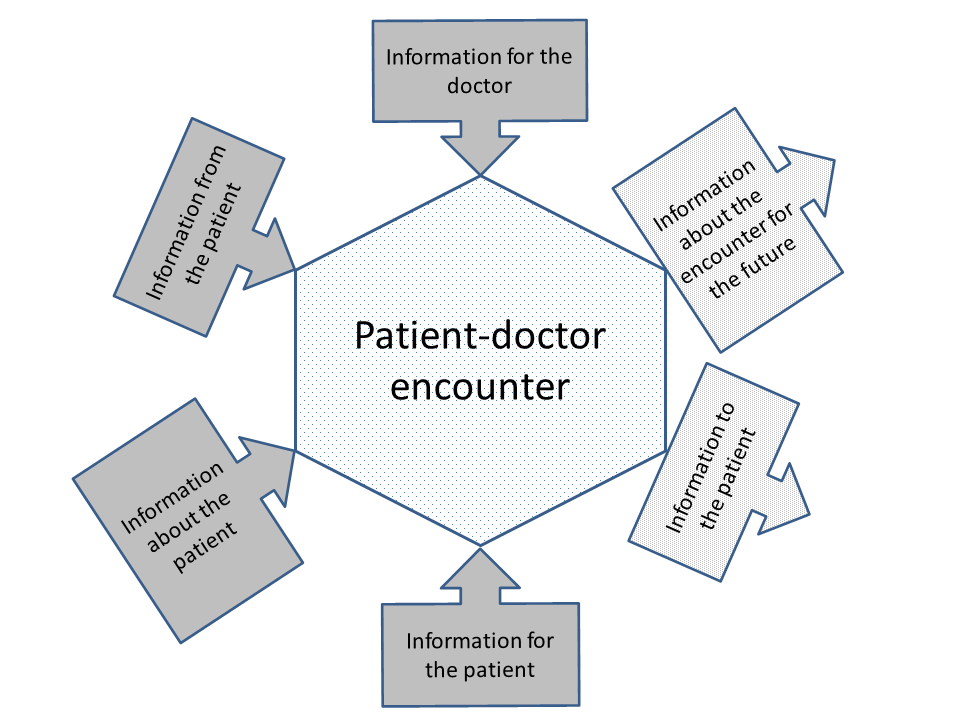 Information for the
doctor
Information from
the patient
Information
about the
encounter for
the future
Patient-doctor
encounter
Information
about the
patient
Information to
the patient
Information for
the patient